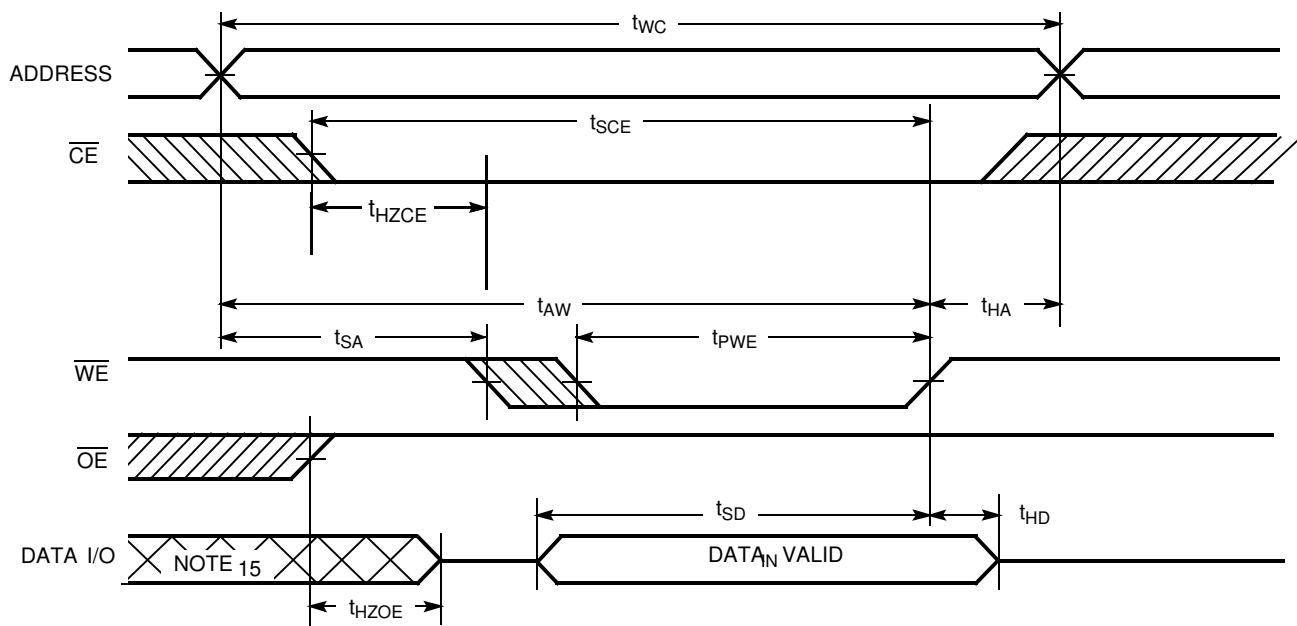 tWC
ADDRESS
tSCE
CE
tHZCE
tAW
tHA
tSA
tPWE
WE
OE
tSD
tHD
DATA I/O
NOTE 15
DATAIN VALID
tHZOE